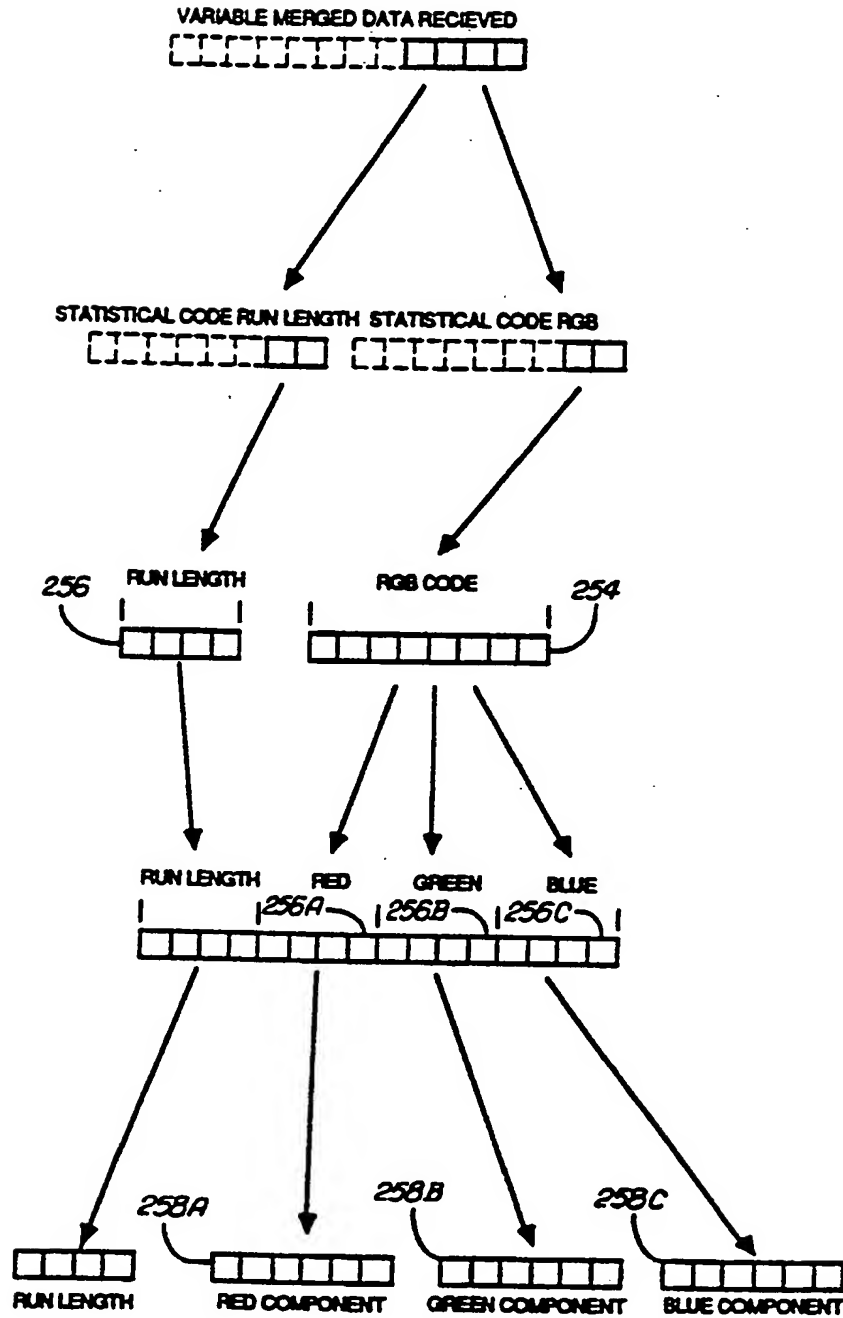 VARIABLE MERGED DATA RECIEVED
STATISTICAL CODE RUN LENGTH STATISTICAL CODE RGB
256 RUN LENGTH RGB CODE 254
RUN LENGTH RED GREEN BLUE
256A 256B 256C
258A 258B 258C
RUN LENGTH RED COMPONENT GREEN COMPONENT BLUE COMPONENT